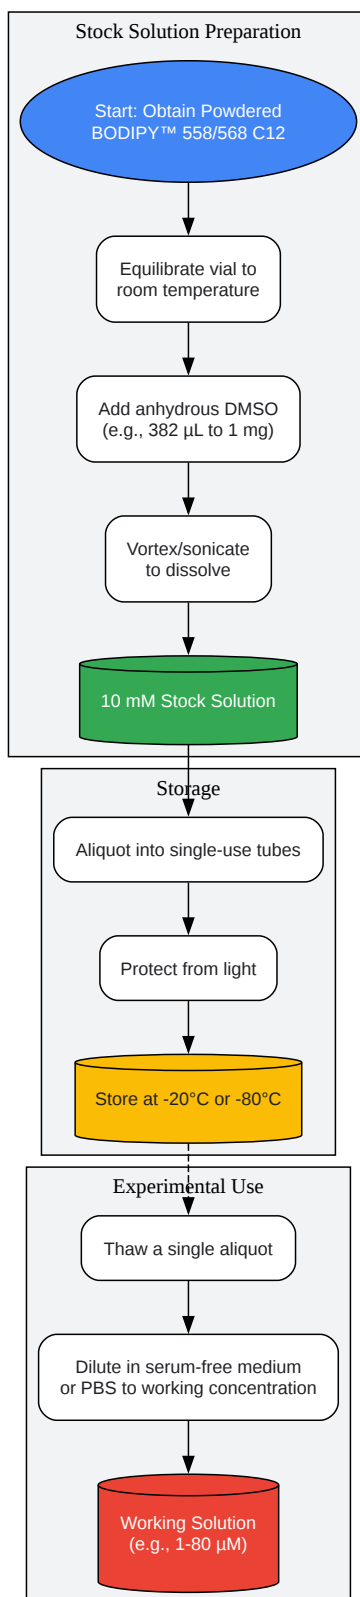 Stock Solution Preparation
Start: Obtain Powdered
BODIPY™ 558/568 C12
Equilibrate vial to
room temperature
Add anhydrous DMSO
(e.g., 382 µL to 1 mg)
Vortex/sonicate
to dissolve
10 mM Stock Solution
Storage
Aliquot into single-use tubes
Protect from light
Store at -20°C or -80°C
Experimental Use
Thaw a single aliquot
Dilute in serum-free medium
or PBS to working concentration
Working Solution
(e.g., 1-80 µM)